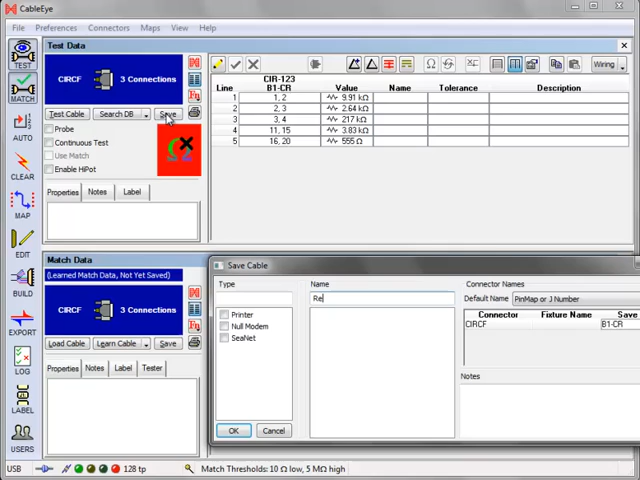 CableEye
File Preferences Connectors Maps View Help
TEST
MATCH
AUTO
CLEAR
MAP
EDIT
BUILD
EXPORT
LOG
LABEL
USERS
Test Data
CIRCF 3 Connections
Test Cable Search DB Save
Probe
Continuous Test
Use Match
Enable HiPot
Properties Notes Label
Wiring
CIR-123
Line B1-CR Value Name Tolerance Description
1 1, 2 9.91 kΩ
2 2, 3 2.64 kΩ
3 3, 4 217 kΩ
4 11, 15 3.83 kΩ
5 16, 20 555 Ω
Match Data
(Learned Match Data, Not Yet Saved)
CIRCF 3 Connections
Load Cable Learn Cable Save
Properties Notes Label Tester
Save Cable
Type
Printer
Null Modem
SeaNet
OK Cancel
Name
Re
Connector Names
Default Name PinMap or J Number
Connector Fixture Name Save
CIRCF B1-CR
Notes
USB 128 tp Match Thresholds: 10 Ω low, 5 MΩ high